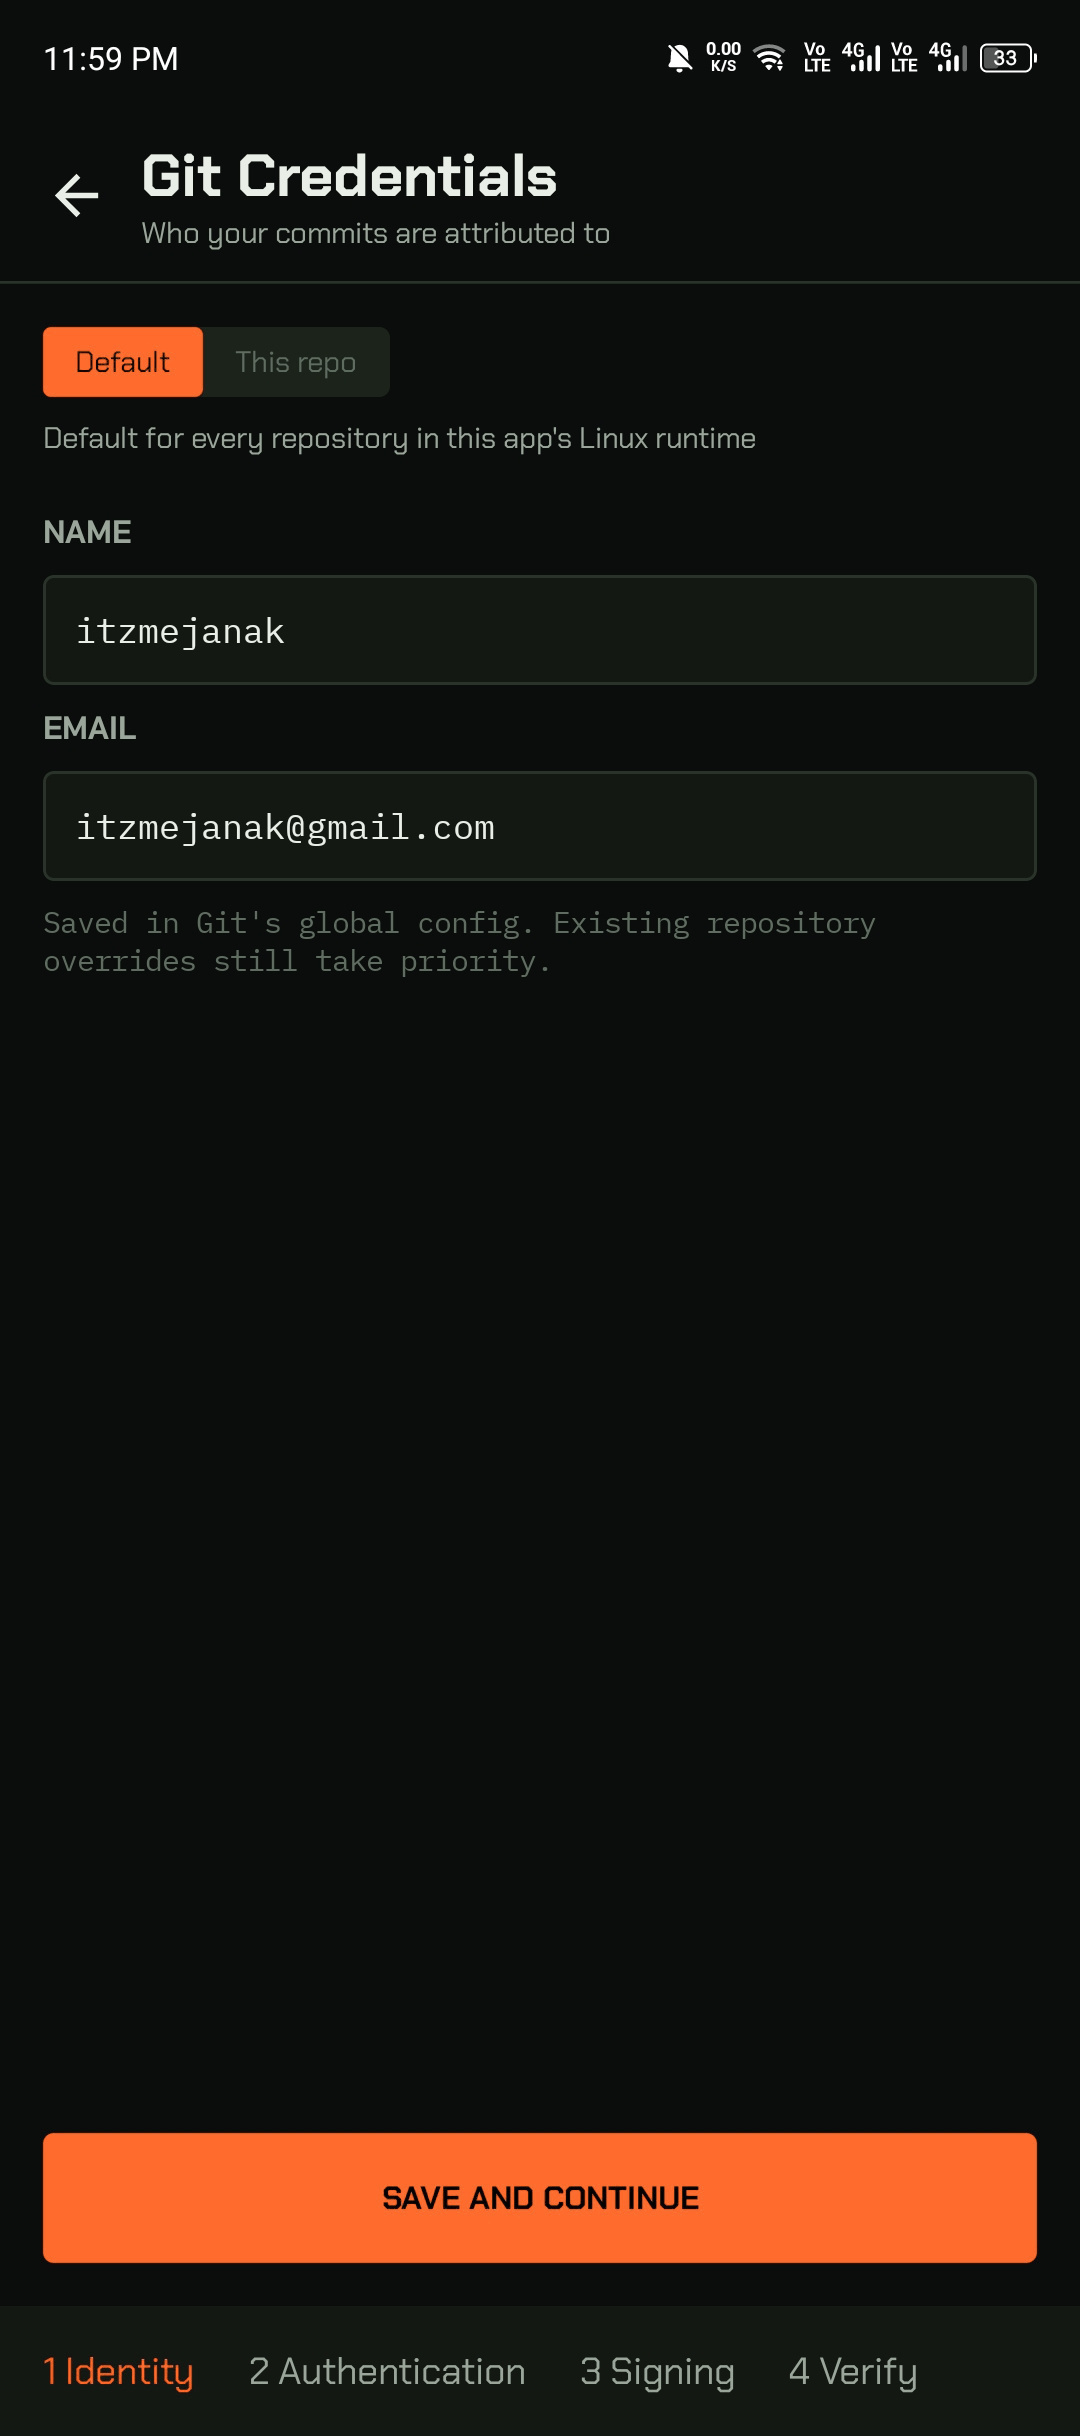 11:59 PM
0.00 K/S
Vo LTE
4G
Vo LTE
4G
33
Git Credentials
Who your commits are attributed to
Default
This repo
Default for every repository in this app's Linux runtime
NAME
itzmejanak
EMAIL
itzmejanak@gmail.com
Saved in Git's global config. Existing repository
overrides still take priority.
SAVE AND CONTINUE
1 Identity
2 Authentication
3 Signing
4 Verify